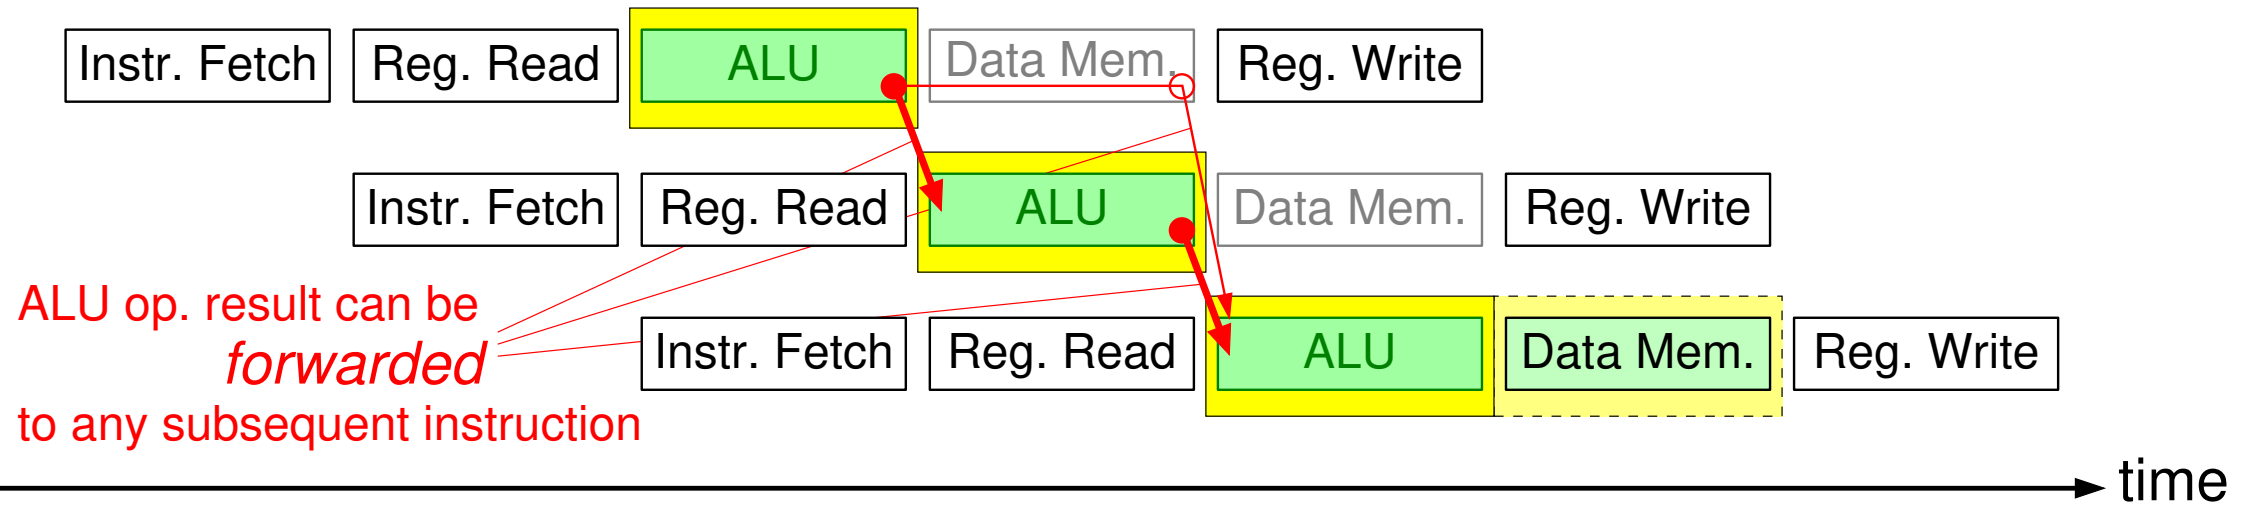 Instr. Fetch Reg. Read ALU Data Mem. Reg. Write
Instr. Fetch Reg. Read ALU Data Mem. Reg. Write
ALU op. result can be
forwarded
to any subsequent instruction
Instr. Fetch Reg. Read ALU Data Mem. Reg. Write
time